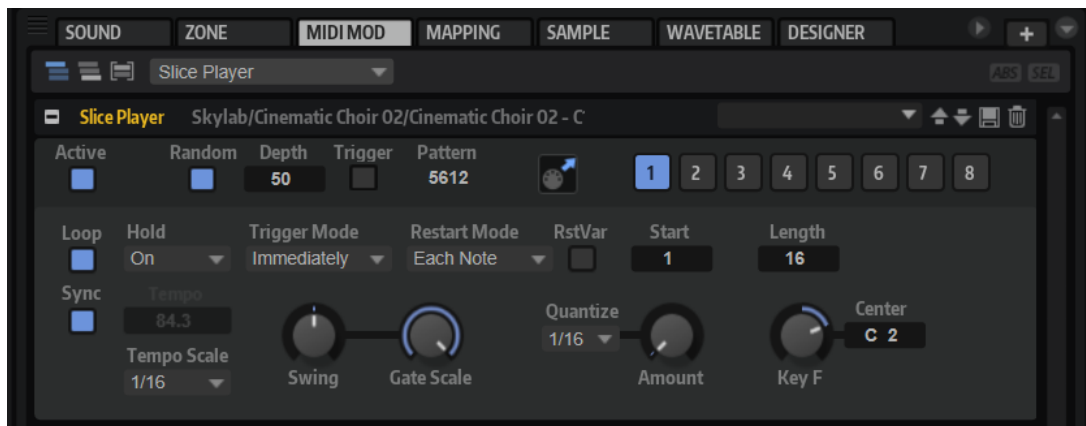 SOUND ZONE MIDI MOD MAPPING SAMPLE WAVETABLE DESIGNER +
Slice Player ABS SEL
Slice Player Skylab/Cinematic Choir 02/Cinematic Choir 02 - C'
Active Random Depth Trigger Pattern
50 5612 1 2 3 4 5 6 7 8
Loop Hold Trigger Mode Restart Mode RstVar Start Length
On Immediately Each Note 1 16
Sync Tempo Quantize Center
84.3 1/16 C 2
Tempo Scale
1/16 Swing Gate Scale Amount Key F